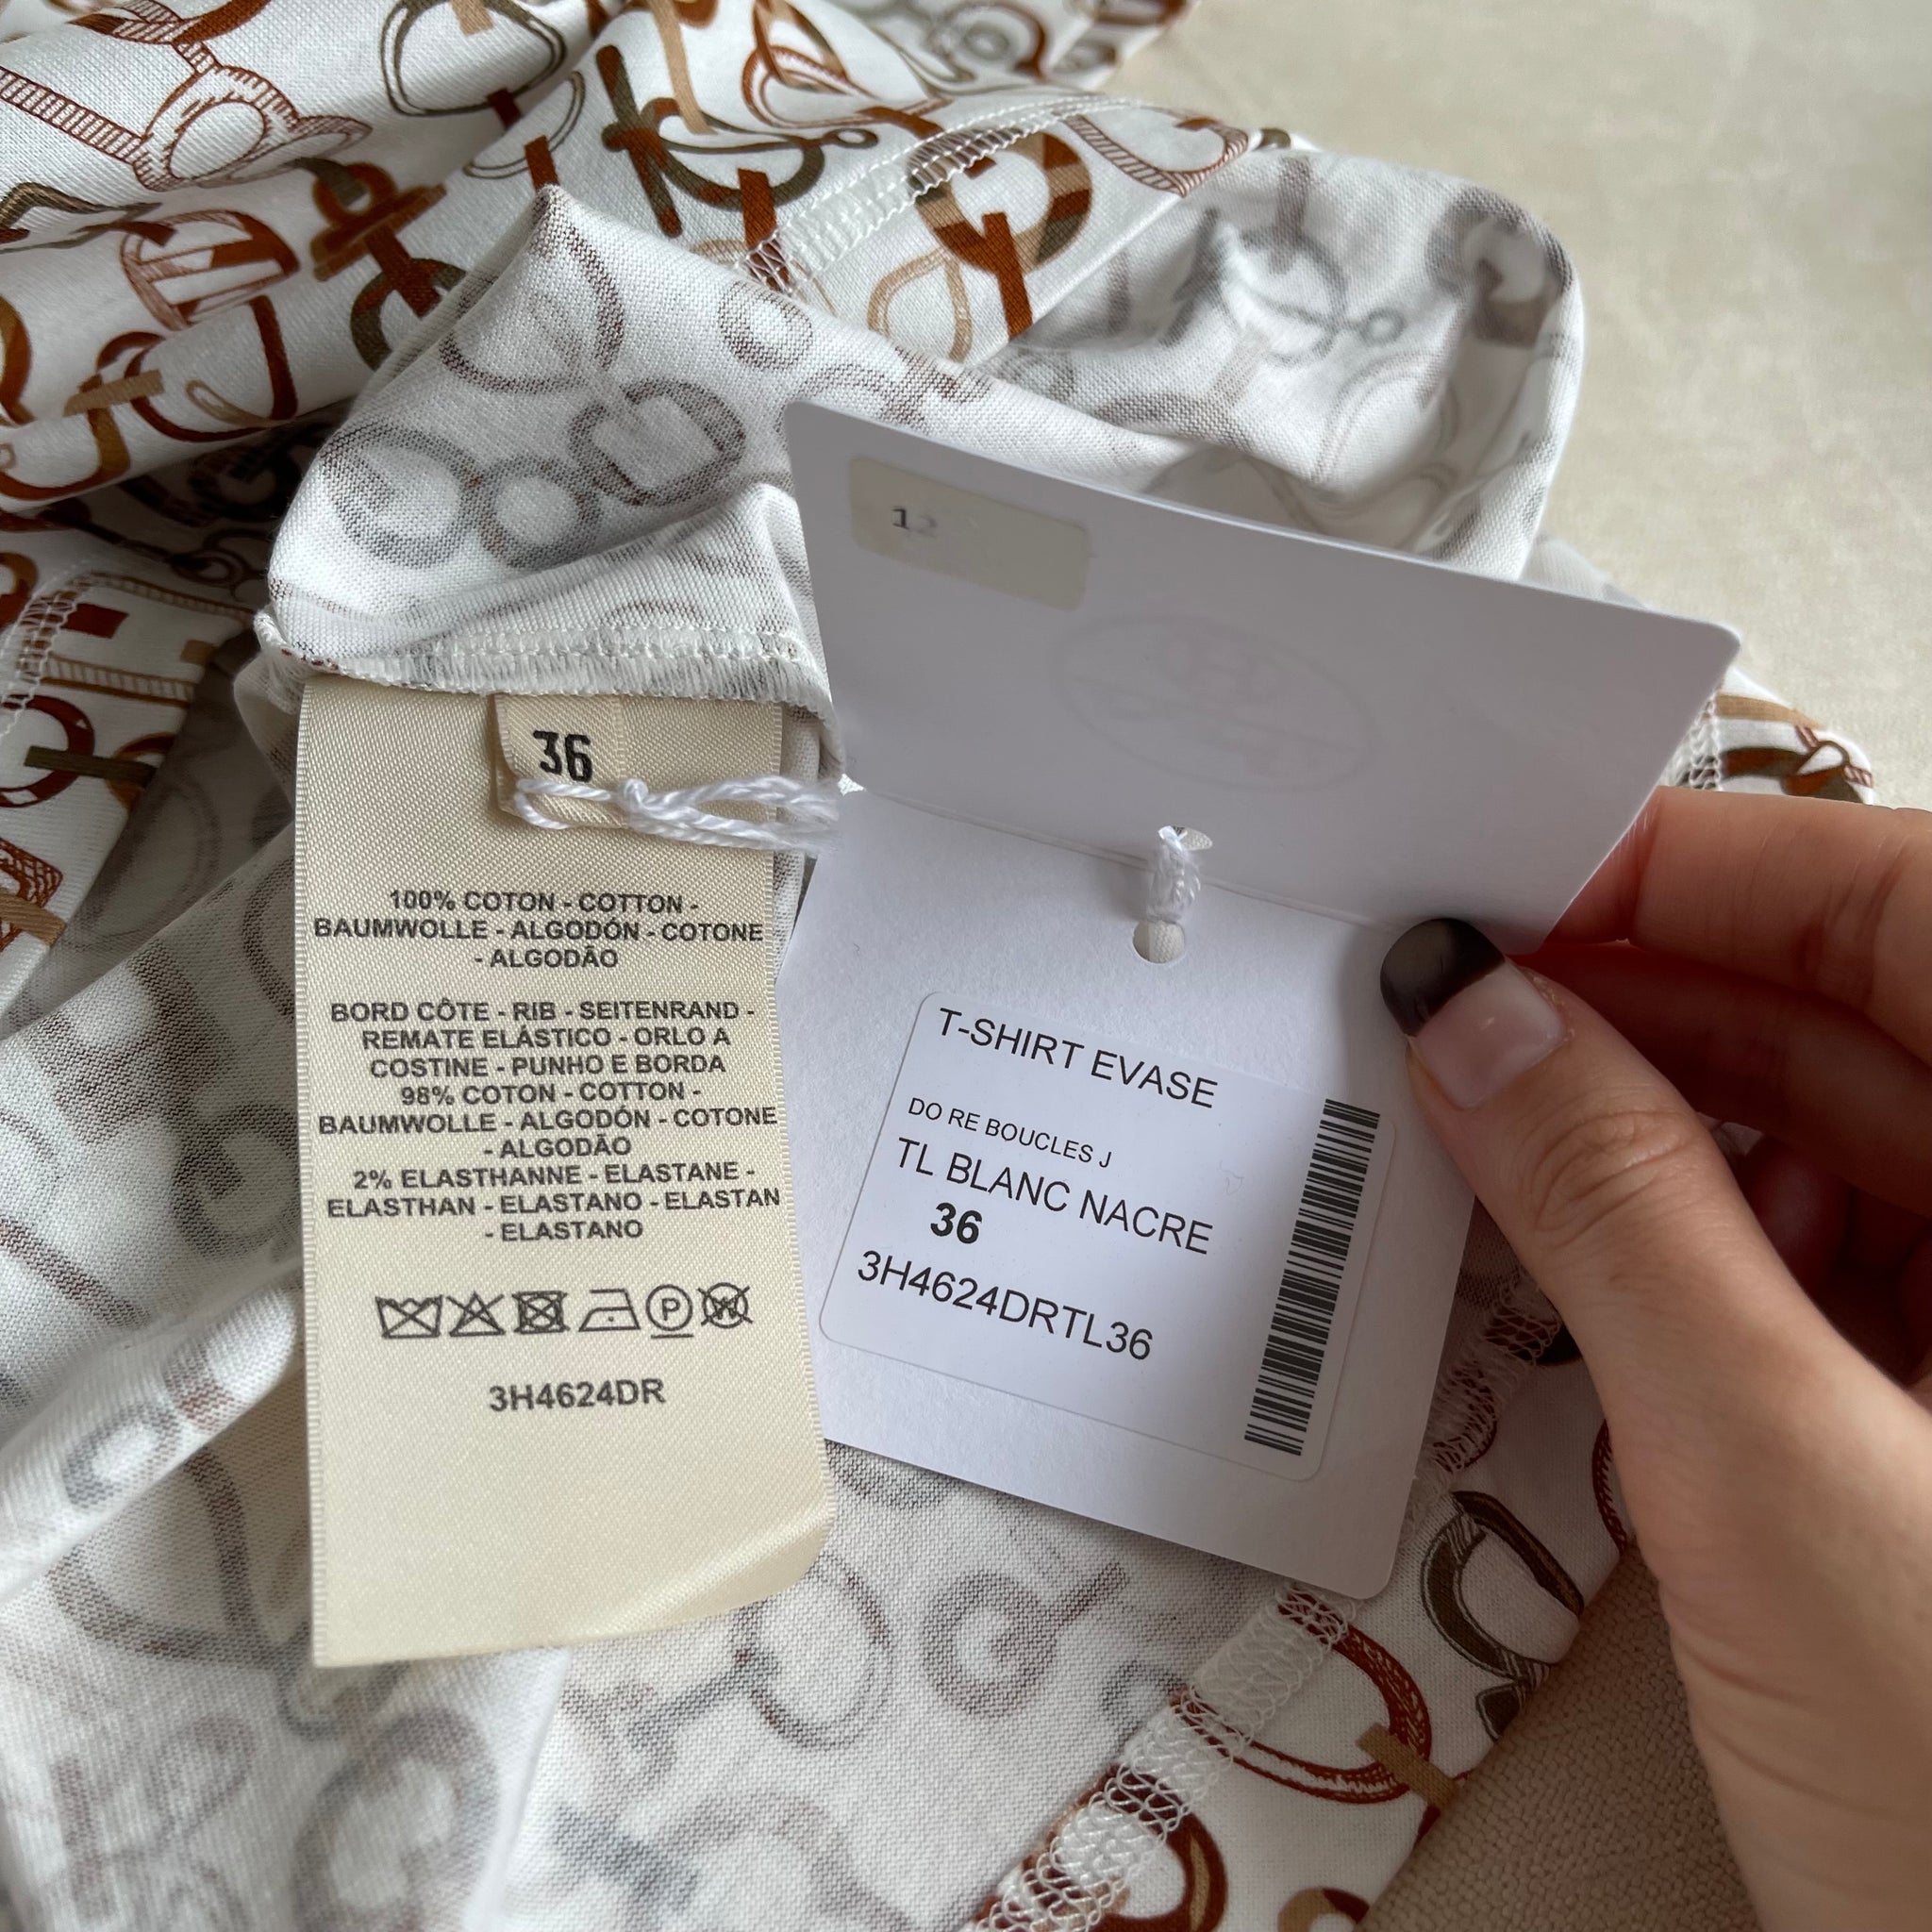 12
36
100% COTON - COTTON -
BAUMWOLLE - ALGODÓN - COTONE
- ALGODÃO
BORD CÔTE - RIB - SEITENRAND -
REMATE ELÁSTICO - ORLO A
COSTINE - PUNHO E BORDA
98% COTON - COTTON -
BAUMWOLLE - ALGODÓN - COTONE
- ALGODÃO
2% ELASTHANNE - ELASTANE -
ELASTHAN - ELASTANO - ELASTAN
- ELASTANO
P
W
3H4624DR
T-SHIRT EVASE
DO RE BOUCLES J
TL BLANC NACRE
36
3H4624DRTL36